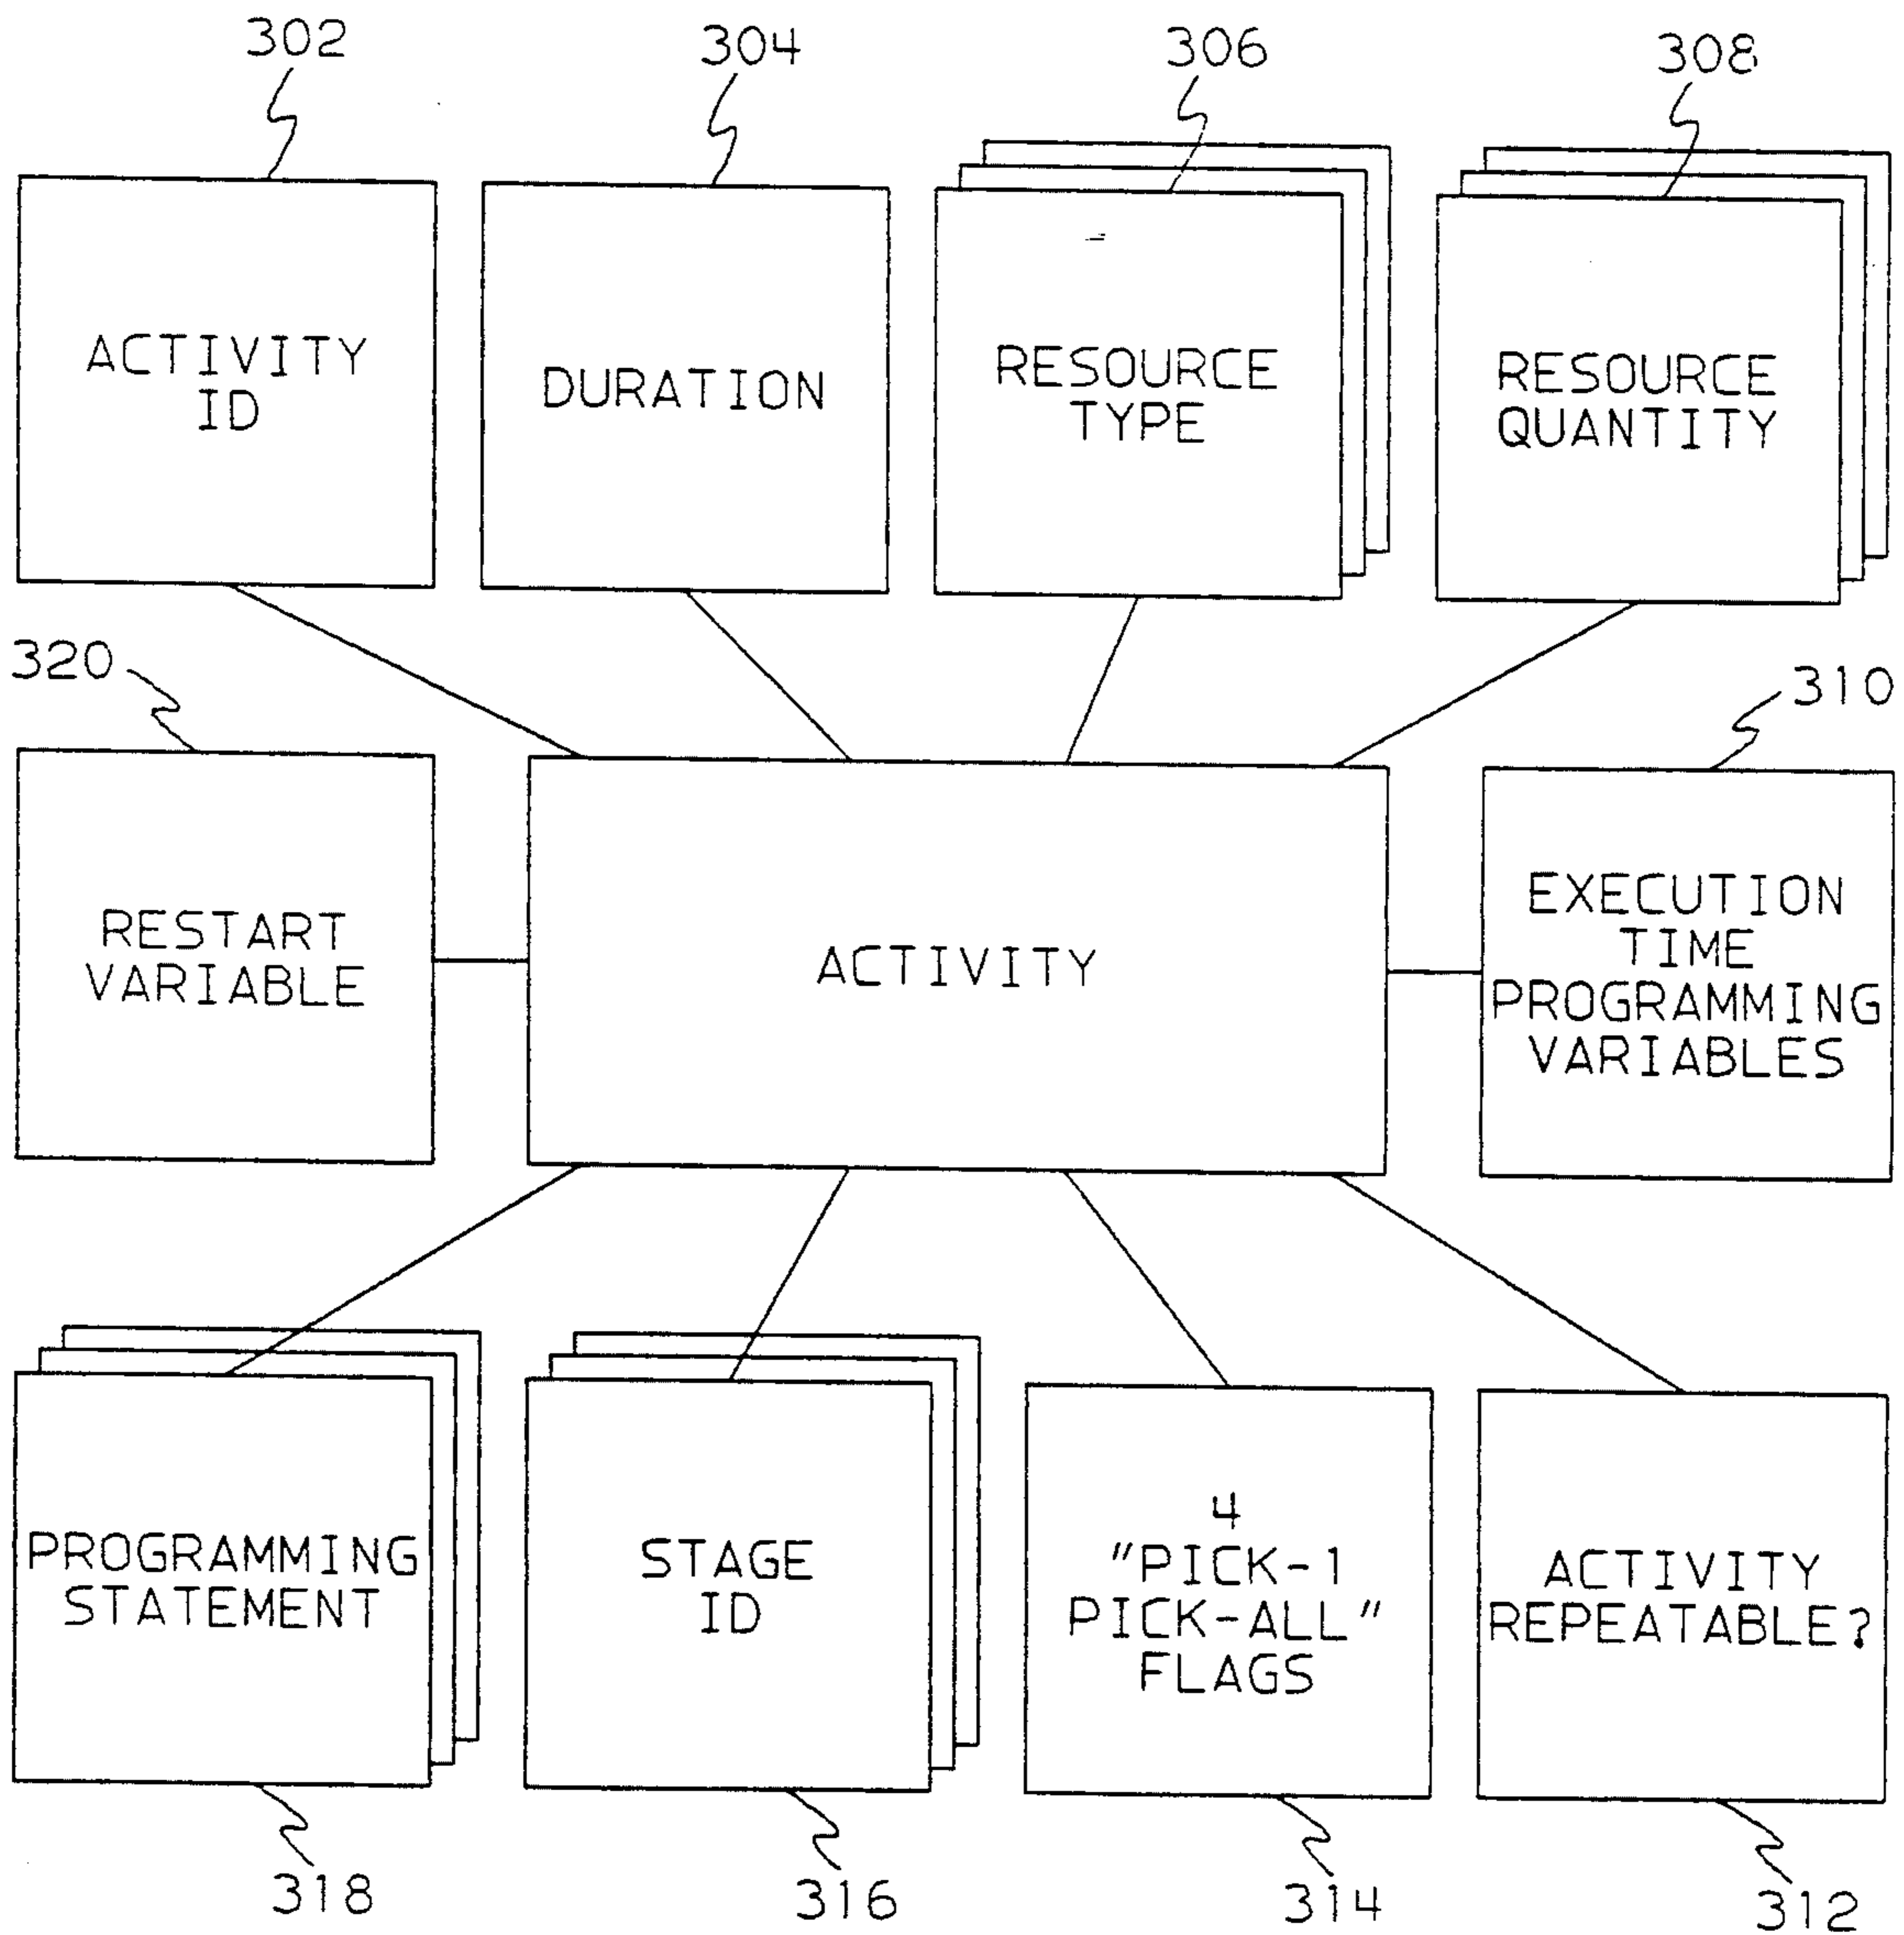 302
304
306
308
ACTIVITY
ID
DURATION
RESOURCE
TYPE
RESOURCE
QUANTITY
320
310
RESTART
VARIABLE
ACTIVITY
EXECUTION
TIME
PROGRAMMING
VARIABLES
PROGRAMMING
STATEMENT
STAGE
ID
4
"PICK-1
PICK-ALL"
FLAGS
ACTIVITY
REPEATABLE?
318
316
314
312